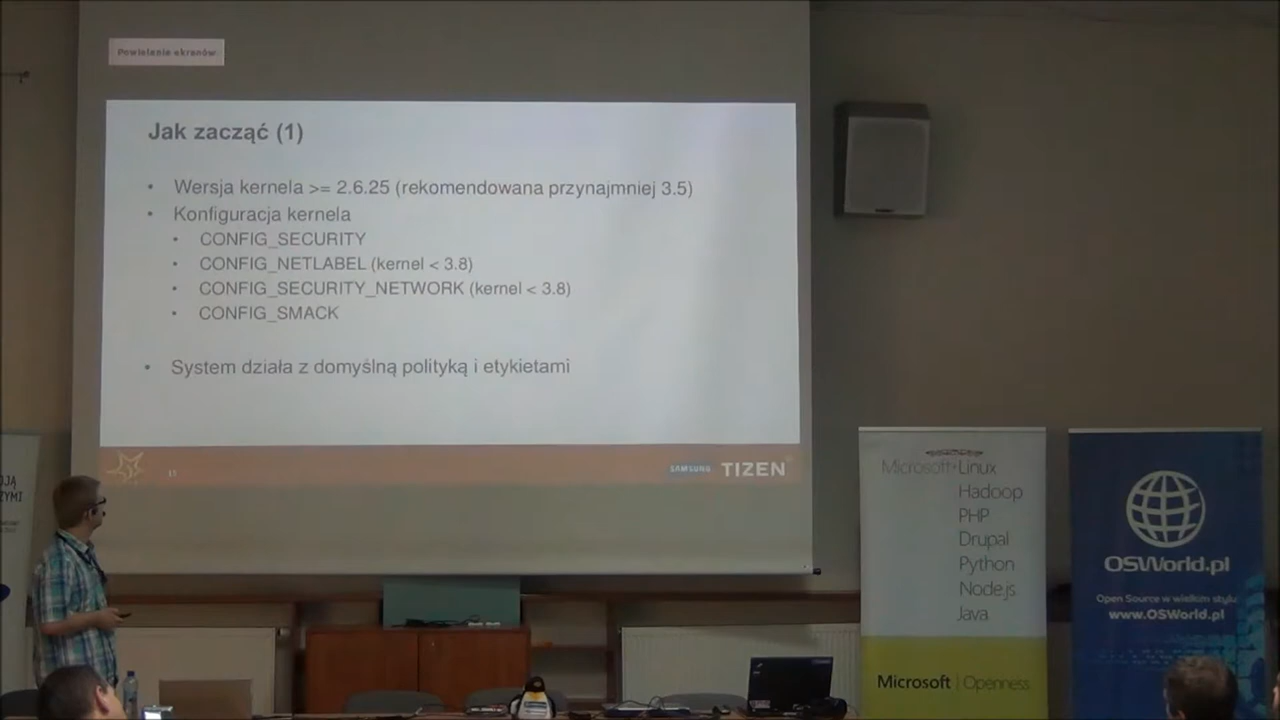 Powielanie ekranów
Jak zacząć (1)
• Wersja kernela >= 2.6.25 (rekomendowana przynajmniej 3.5)
• Konfiguracja kernela
• CONFIG_SECURITY
• CONFIG_NETLABEL (kernel < 3.8)
• CONFIG_SECURITY_NETWORK (kernel < 3.8)
• CONFIG_SMACK
• System działa z domyślną polityką i etykietami
SAMSUNG TIZEN
Microsoft+Linux
Hadoop
PHP
Drupal
Python
Node.js
Java
Microsoft | Openness
OSWorld.pl
Open Source w wielkim stylu
www.OSWorld.pl